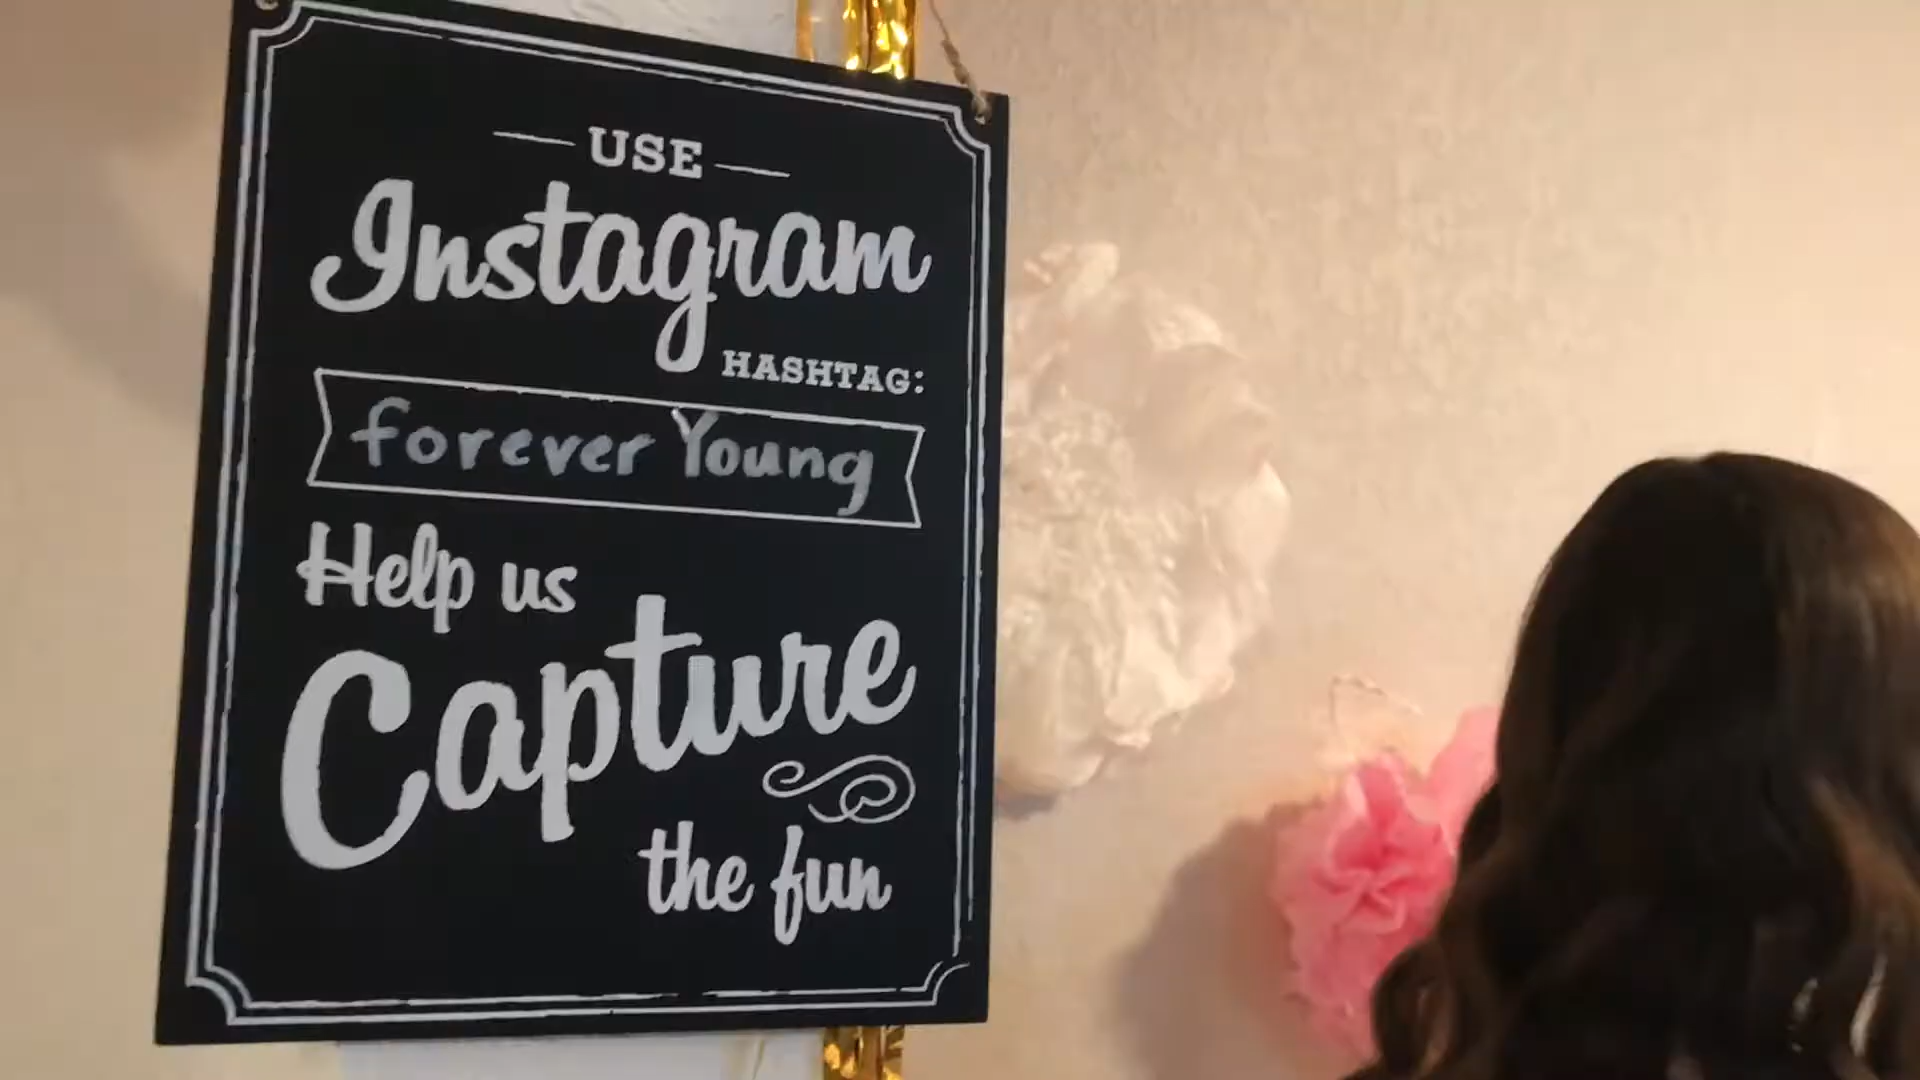 USE
Instagram
HASHTAG:
forever Young
Help us
Capture
the fun